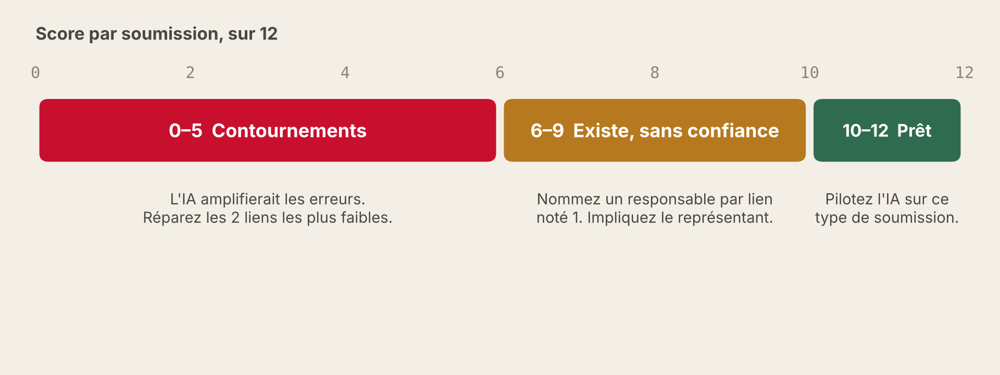 Score par soumission, sur 12
0 2 4 6 8 10 12
0–5 Contournements
6–9 Existe, sans confiance
10–12 Prêt
L'IA amplifierait les erreurs.
Réparez les 2 liens les plus faibles.
Nommez un responsable par lien
noté 1. Impliquez le représentant.
Pilotez l'IA sur ce
type de soumission.